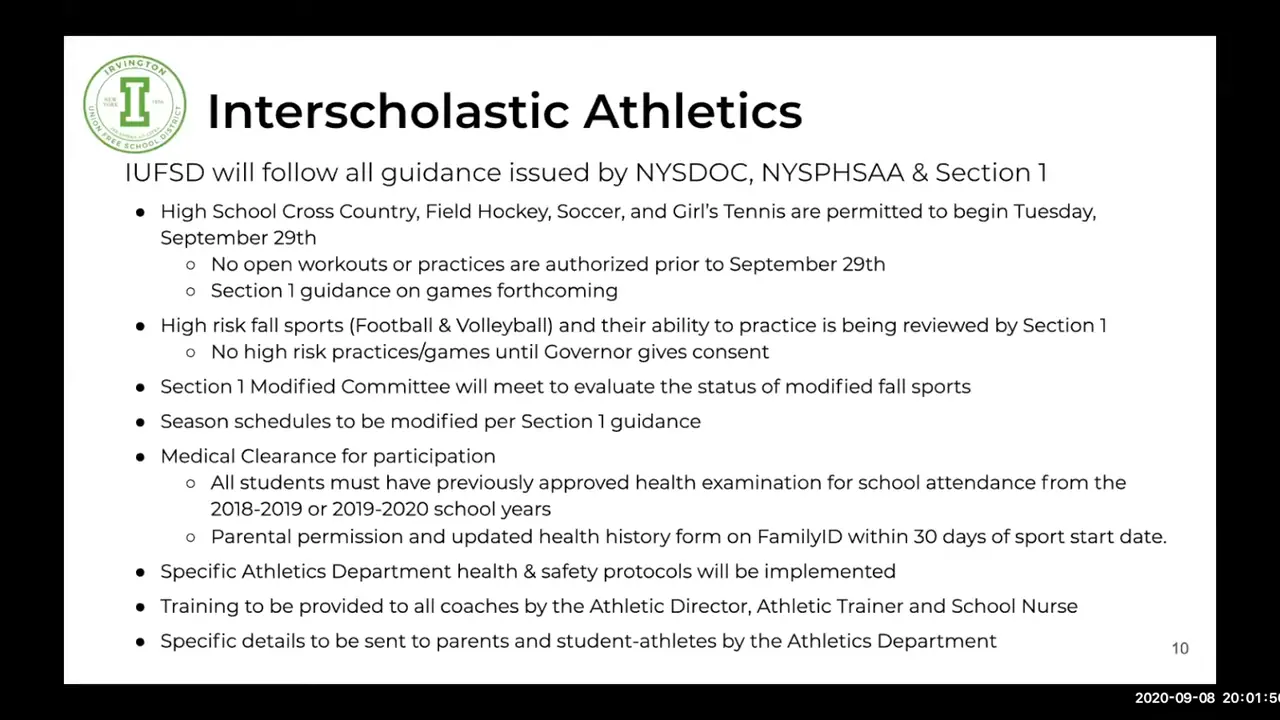 IRVINGTON
I
NEW YORK
UNION FREE SCHOOL DISTRICT
Interscholastic Athletics
IUFSD will follow all guidance issued by NYSDOC, NYSPHSAA & Section 1
● High School Cross Country, Field Hockey, Soccer, and Girl's Tennis are permitted to begin Tuesday,
September 29th
○ No open workouts or practices are authorized prior to September 29th
○ Section 1 guidance on games forthcoming
● High risk fall sports (Football & Volleyball) and their ability to practice is being reviewed by Section 1
○ No high risk practices/games until Governor gives consent
● Section 1 Modified Committee will meet to evaluate the status of modified fall sports
● Season schedules to be modified per Section 1 guidance
● Medical Clearance for participation
○ All students must have previously approved health examination for school attendance from the
2018-2019 or 2019-2020 school years
○ Parental permission and updated health history form on FamilyID within 30 days of sport start date.
● Specific Athletics Department health & safety protocols will be implemented
● Training to be provided to all coaches by the Athletic Director, Athletic Trainer and School Nurse
● Specific details to be sent to parents and student-athletes by the Athletics Department
10
2020-09-08 20:01:5